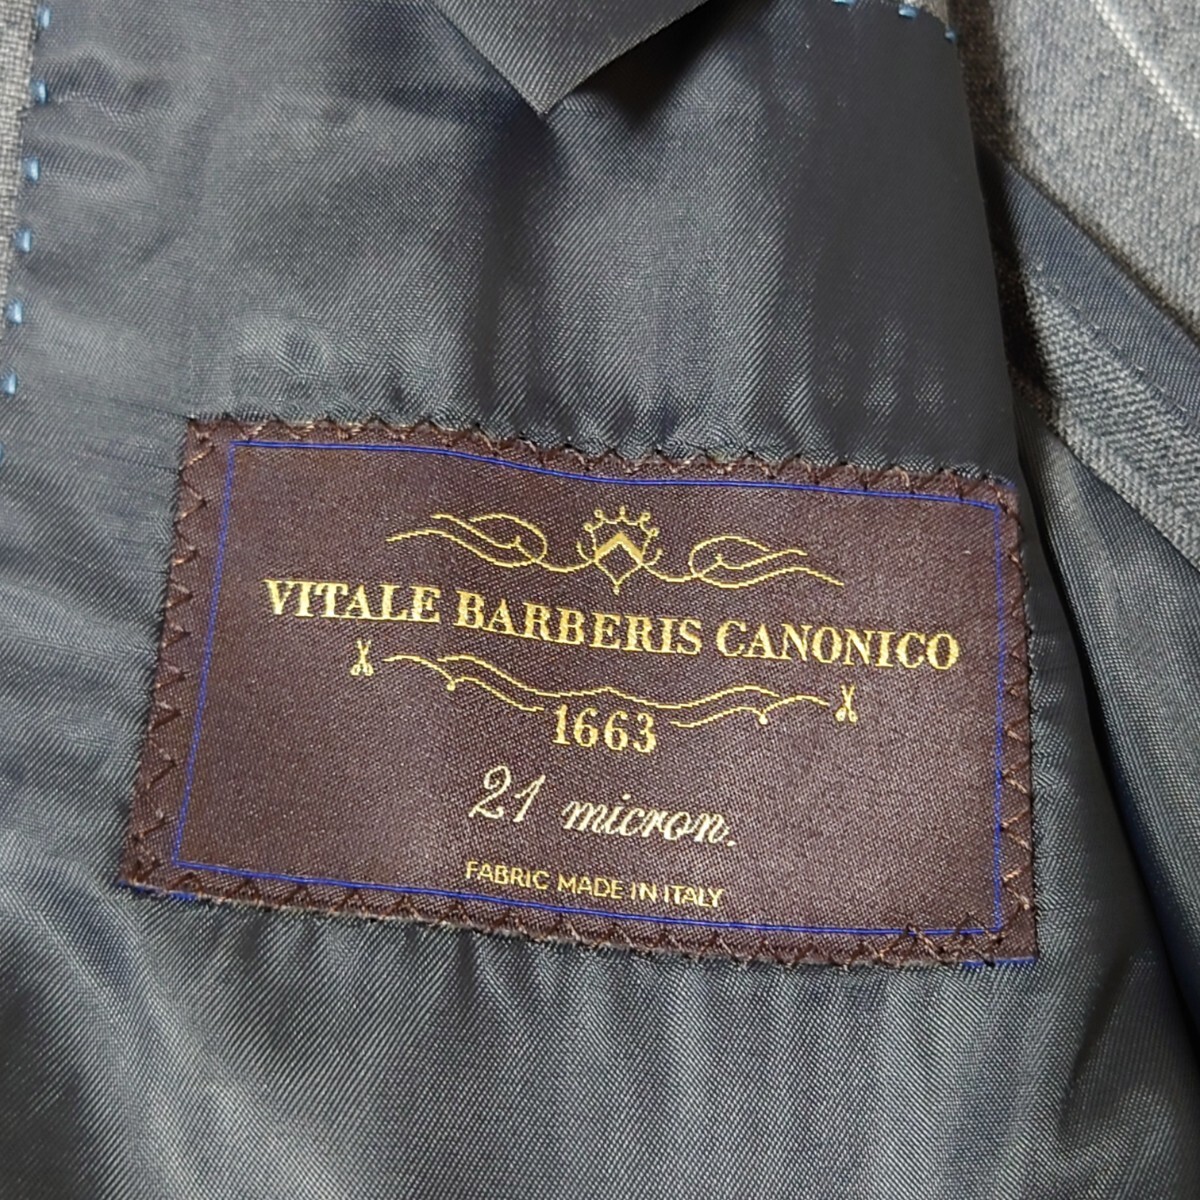 VITALE BARBERIS CANONICO
1663
21 micron.
FABRIC MADE IN ITALY